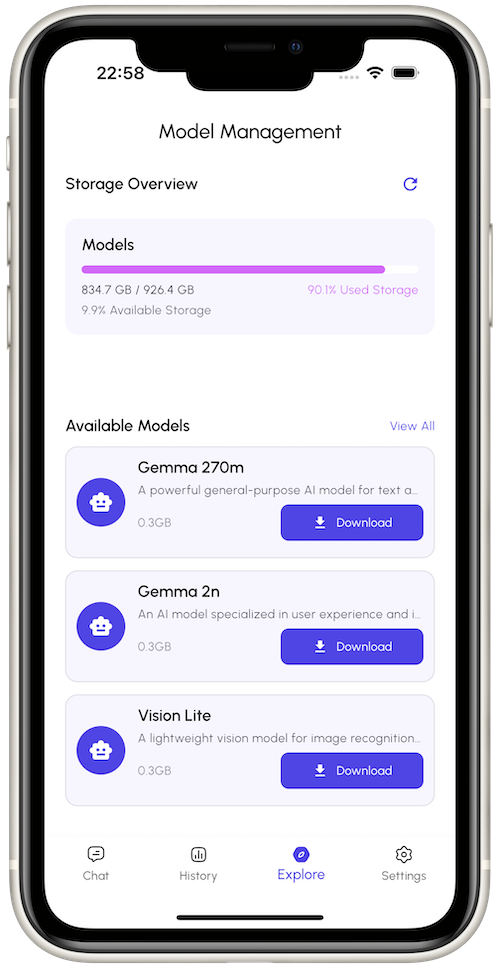 22:58
Model Management
Storage Overview
Models
834.7 GB / 926.4 GB 90.1% Used Storage
9.9% Available Storage
Available Models View All
Gemma 270m
A powerful general-purpose AI model for text a...
0.3GB Download
Gemma 2n
An AI model specialized in user experience and i...
0.3GB Download
Vision Lite
A lightweight vision model for image recognition...
0.3GB Download
Chat History Explore Settings